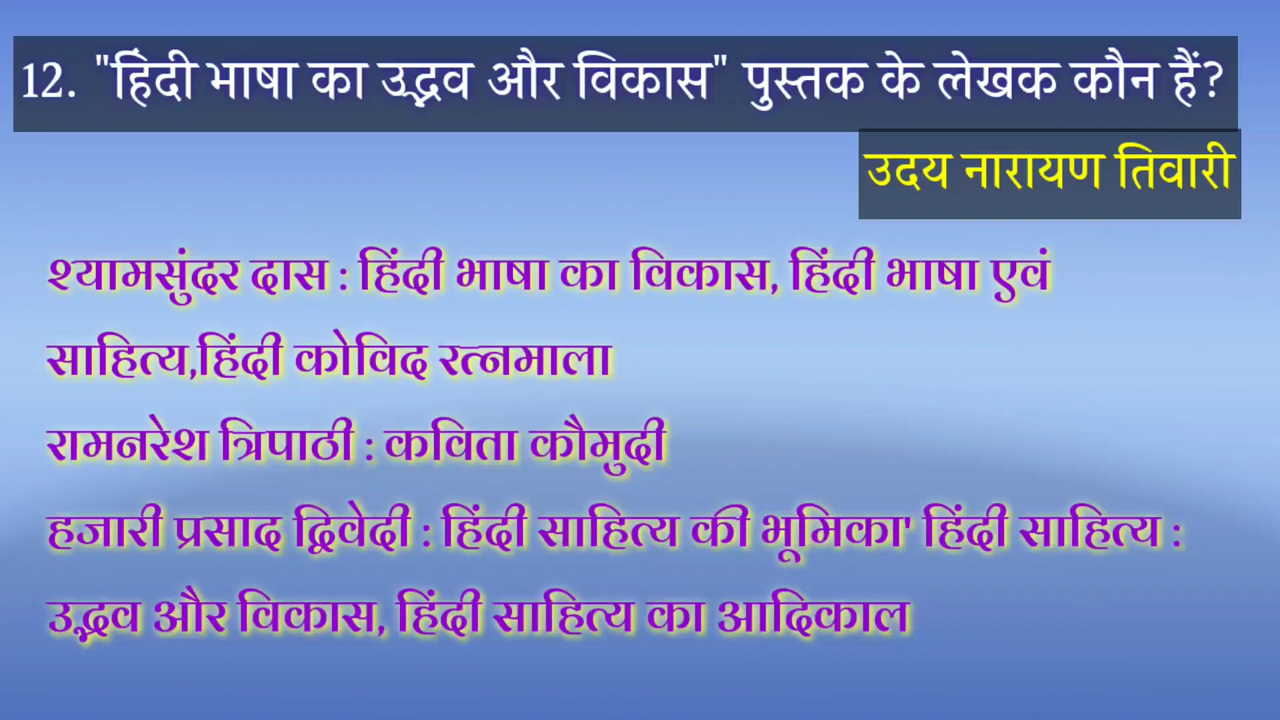 12. "हिंदी भाषा का उद्भव और विकास" पुस्तक के लेखक कौन हैं?
उदय नारायण तिवारी
श्यामसुंदर दास : हिंदी भाषा का विकास, हिंदी भाषा एवं
साहित्य,हिंदी कोविद रत्नमाला
रामनरेश त्रिपाठी : कविता कौमुदी
हजारी प्रसाद द्विवेदी : हिंदी साहित्य की भूमिका' हिंदी साहित्य :
उद्भव और विकास, हिंदी साहित्य का आदिकाल